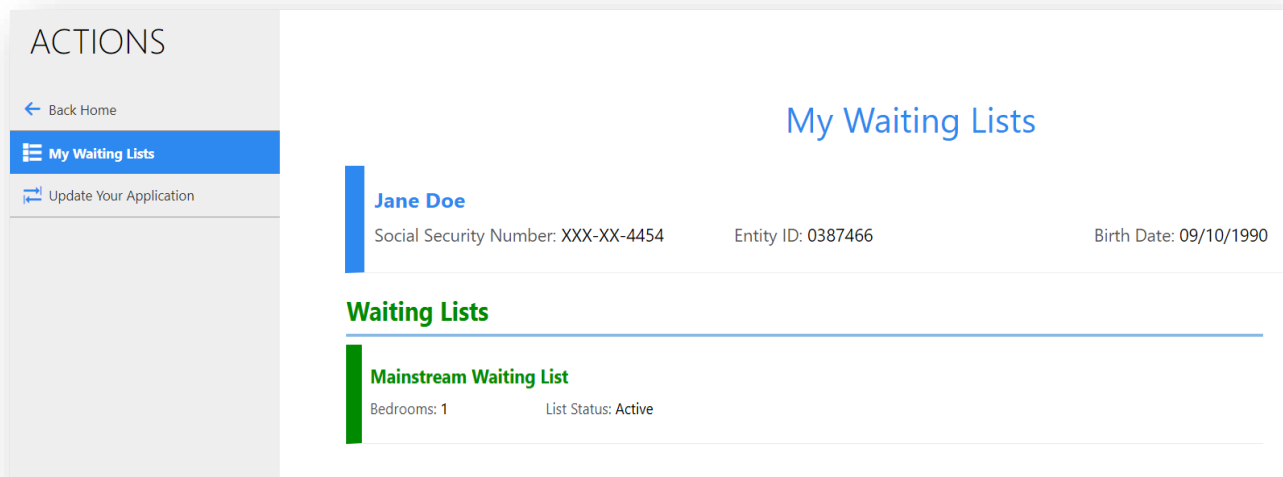 ACTIONS
Back Home
My Waiting Lists
Update Your Application
My Waiting Lists
Jane Doe
Social Security Number: XXX-XX-4454 Entity ID: 0387466 Birth Date: 09/10/1990
Waiting Lists
Mainstream Waiting List
Bedrooms: 1 List Status: Active